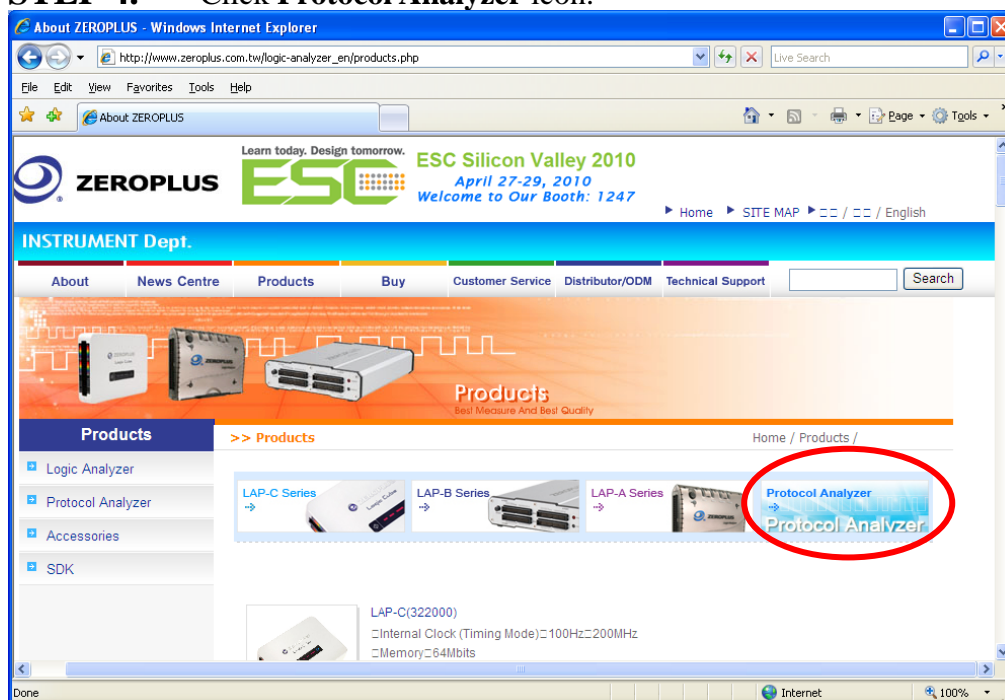 STEP 4. Click Protocol Analyzer icon.
About ZEROPLUS - Windows Internet Explorer
http://www.zeroplus.com.tw/logic-analyzer_en/products.php
Live Search
File Edit View Favorites Tools Help
About ZEROPLUS
Page Tools
ZEROPLUS
Learn today. Design tomorrow.
ESC
ESC Silicon Valley 2010
April 27-29, 2010
Welcome to Our Booth: 1247
Home SITE MAP □□ / □□ / English
INSTRUMENT Dept.
About News Centre Products Buy Customer Service Distributor/ODM Technical Support Search
Products
Best Measure And Best Quality
Products
>> Products
Home / Products /
Logic Analyzer
Protocol Analyzer
Accessories
SDK
LAP-C Series
LAP-B Series
LAP-A Series
Protocol Analyzer
Protocol Analyzer
LAP-C(322000)
□Internal Clock (Timing Mode)□100Hz□200MHz
□Memory□64Mbits
Done Internet 100%